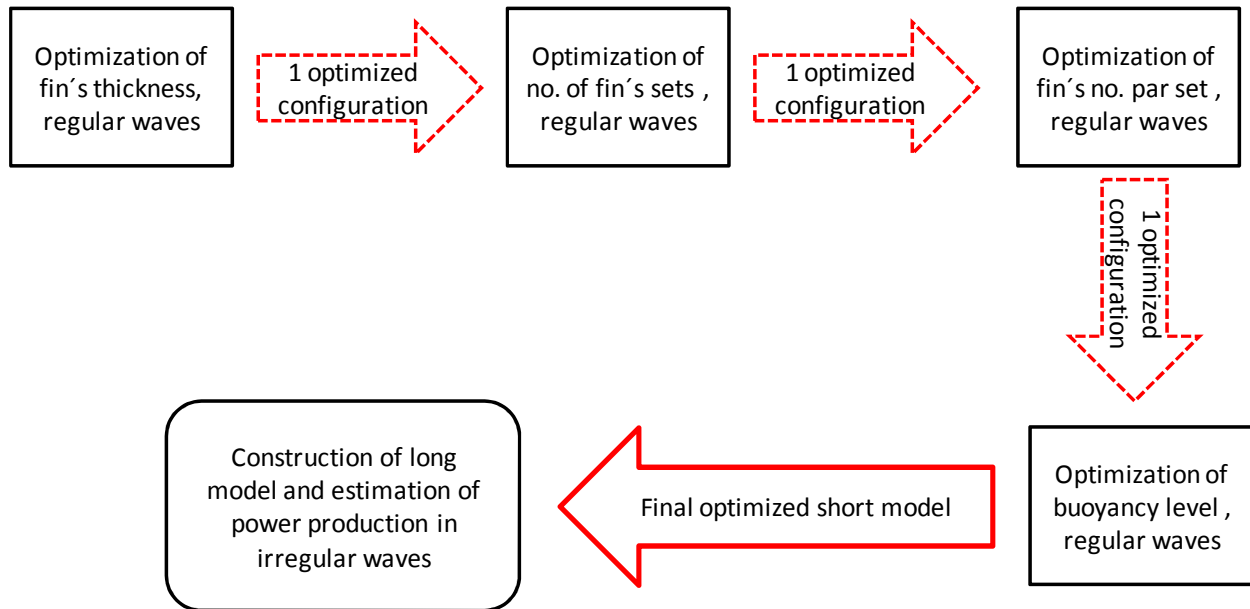 Optimization of
fin´s thickness,
regular waves
1 optimized
configuration
Optimization of
no. of fin´s sets ,
regular waves
1 optimized
configuration
Optimization of
fin´s no. par set ,
regular waves
1 optimized
configuration
Optimization of
buoyancy level ,
regular waves
Final optimized short model
Construction of long
model and estimation of
power production in
irregular waves